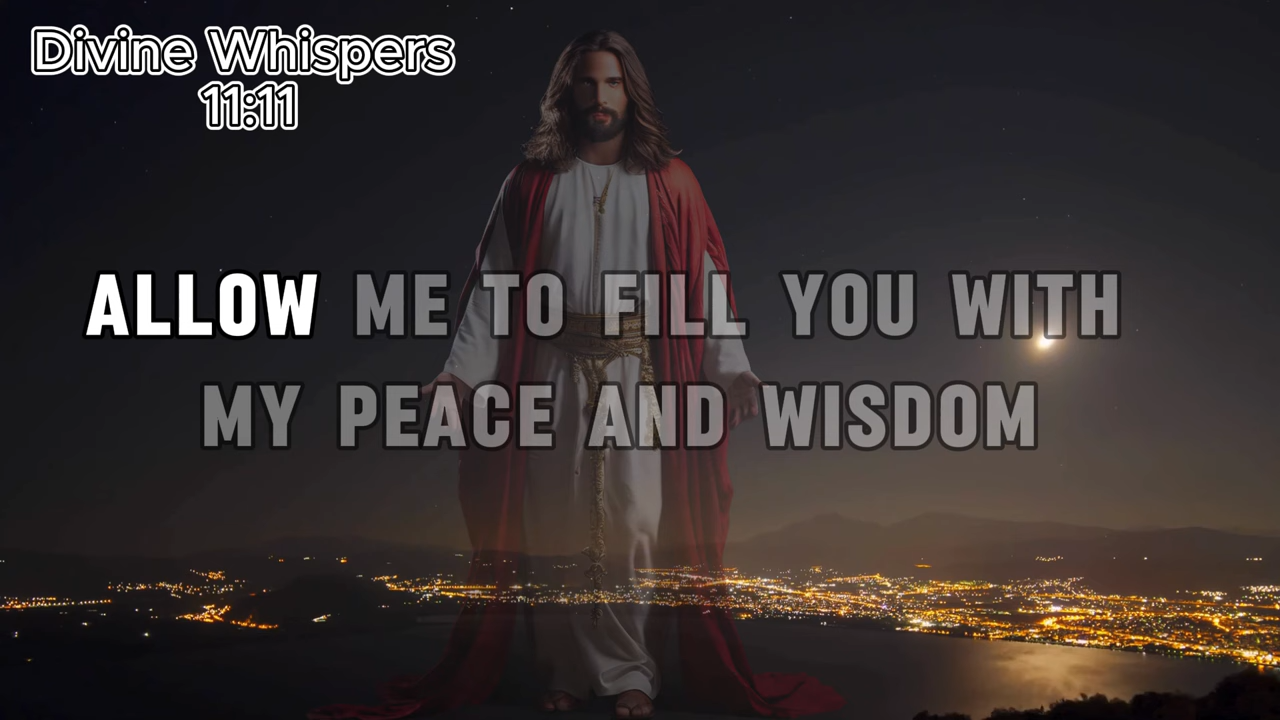 Divine Whispers
11:11
ALLOW ME TO FILL YOU WITH
MY PEACE AND WISDOM